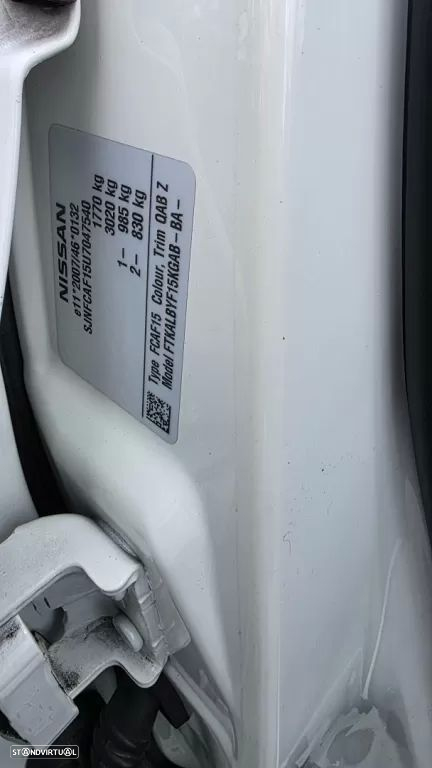 NISSAN
e11*2007/46*0132
SJNFCAF15U7047540
1770 kg
3020 kg
1- 985 kg
2- 830 kg
Type FCAF15 Colour, Trim QAB Z
Model FTKALBYF15KGAB-BA-
STANDVIRTUAL